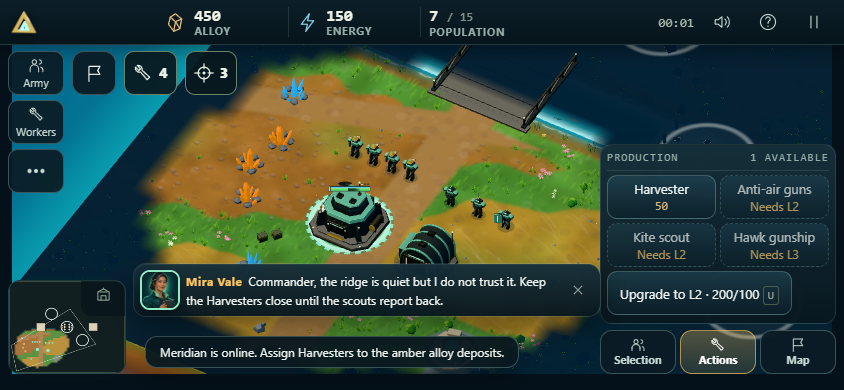 450
ALLOY
150
ENERGY
7 / 15
POPULATION
00:01
Army
4
3
Workers
PRODUCTION 1 AVAILABLE
Harvester
50
Anti-air guns
Needs L2
Kite scout
Needs L2
Hawk gunship
Needs L3
Upgrade to L2 · 200/100 U
Mira Vale Commander, the ridge is quiet but I do not trust it. Keep
the Harvesters close until the scouts report back.
Meridian is online. Assign Harvesters to the amber alloy deposits.
Selection
Actions
Map